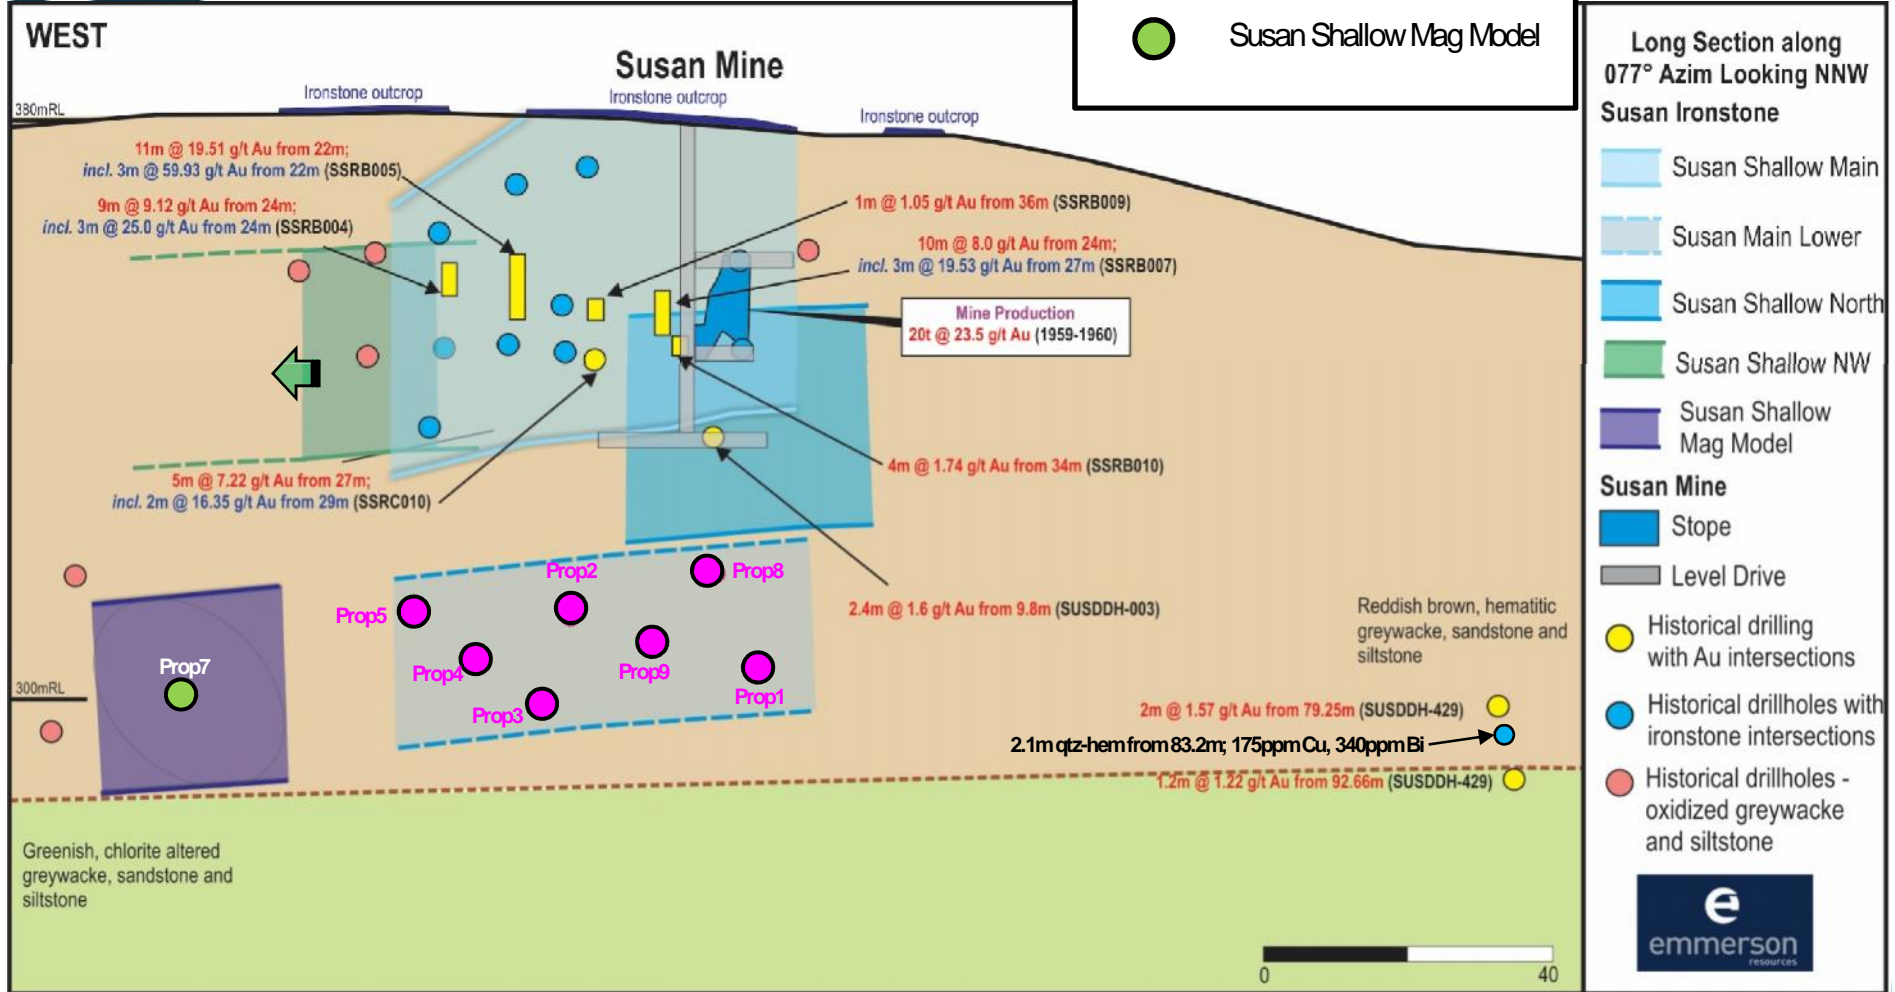 WEST
Susan Mine
Susan Shallow Mag Model
Ironstone outcrop
Ironstone outcrop
Ironstone outcrop
380mRL
11m @ 19.51 g/t Au from 22m;
incl. 3m @ 59.93 g/t Au from 22m (SSRB005)
9m @ 9.12 g/t Au from 24m;
incl. 3m @ 25.0 g/t Au from 24m (SSRB004)
1m @ 1.05 g/t Au from 36m (SSRB009)
10m @ 8.0 g/t Au from 24m;
incl. 3m @ 19.53 g/t Au from 27m (SSRB007)
Mine Production
20t @ 23.5 g/t Au (1959-1960)
4m @ 1.74 g/t Au from 34m (SSRB010)
5m @ 7.22 g/t Au from 27m;
incl. 2m @ 16.35 g/t Au from 29m (SSRC010)
2.4m @ 1.6 g/t Au from 9.8m (SUSDDH-003)
Prop2
Prop8
Prop5
Prop4
Prop9
Prop1
Prop3
Prop7
300mRL
Reddish brown, hematitic
greywacke, sandstone and
siltstone
2m @ 1.57 g/t Au from 79.25m (SUSDDH-429)
2.1m qtz-hem from 83.2m; 175ppm Cu, 340ppm Bi
1.2m @ 1.22 g/t Au from 92.66m (SUSDDH-429)
Greenish, chlorite altered
greywacke, sandstone and
siltstone
0 40
Long Section along
077° Azim Looking NNW
Susan Ironstone
Susan Shallow Main
Susan Main Lower
Susan Shallow North
Susan Shallow NW
Susan Shallow
Mag Model
Susan Mine
Stope
Level Drive
Historical drilling
with Au intersections
Historical drillholes with
ironstone intersections
Historical drillholes -
oxidized greywacke
and siltstone
e
emmerson
resources